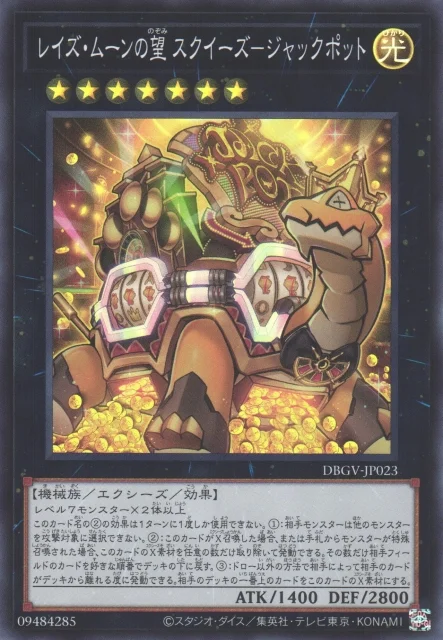 レイズ・ムーンの望 スクイーズージャックポット
のぞみ
ひかり
光
JACK
POT
DBGV-JP023
【機械族／エクシーズ／効果】
レベル７モンスター×２体以上
このカード名の②の効果は１ターンに１度しか使用できない。①：相手モンスターは他のモンスター
を攻撃対象に選択できない。②：このカードがX召喚した場合、または手札からモンスターが特殊
召喚した場合、このカードのX素材を任意の数だけ取り除いて発動できる。その数だけ相手フィー
ルドのカードを好きな順番でデッキの下に戻す。③：ドロー以外の方法で相手によって相手のカード
がデッキから離れる度に発動できる。相手のデッキの一番上のカードをこのカードのX素材にする。
ATK/1400 DEF/2800
09484285
©スタジオ・ダイス／集英社・テレビ東京・KONAMI